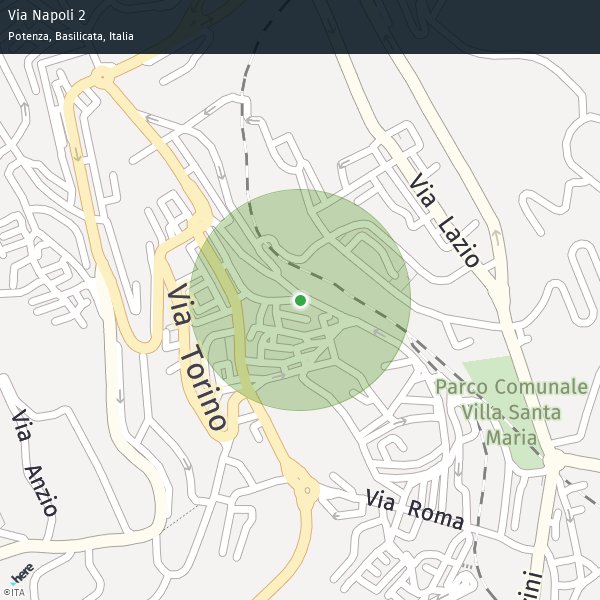 Via Napoli 2
Potenza, Basilicata, Italia
Via Lazio
Via Torino
Parco Comunale
Villa Santa
Maria
Via Anzio
Via Roma
ini
here
©ITA